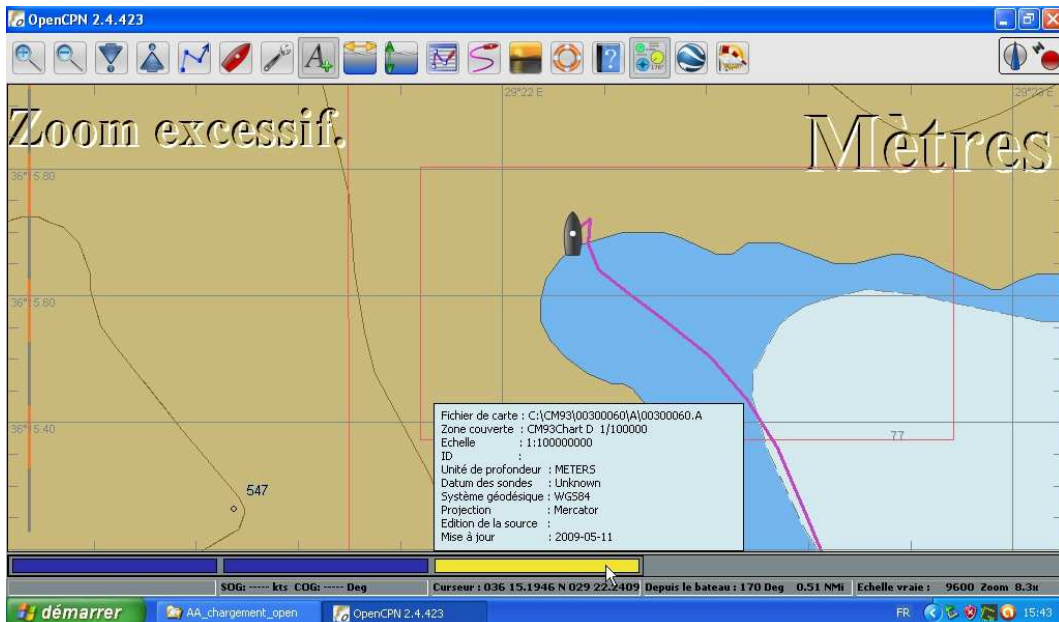 OpenCPN 2.4.423
29°22 E
29°23 E
Zoom excessif.
Mètres
36°15.80
36°15.60
36°15.40
547
77
Fichier de carte : C:\CM93\00300060\A\00300060.A
Zone couverte : CM93Chart D 1/100000
Echelle : 1:100000000
ID :
Unité de profondeur : METERS
Datum des sondes : Unknown
Système géodésique : WGS84
Projection : Mercator
Edition de la source :
Mise à jour : 2009-05-11
SOG: ----- kts COG: ----- Deg Curseur : 036 15.1946 N 029 22.2409 Depuis le bateau : 170 Deg 0.51 NMi Echelle vraie : 9600 Zoom 8.3x
démarrer AA_chargement_open OpenCPN 2.4.423 FR 15:43